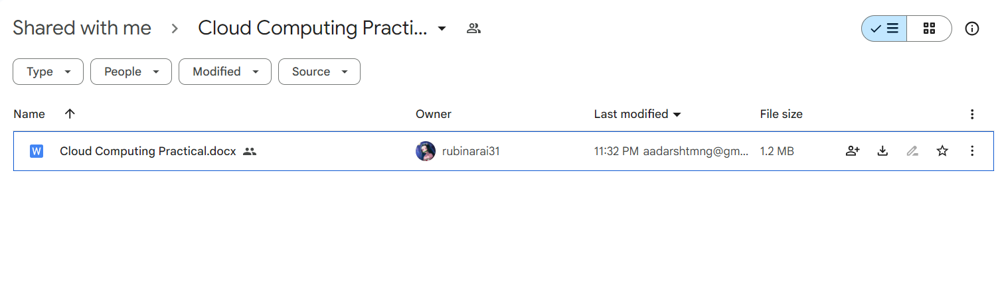 Shared with me > Cloud Computing Practi...
Type People Modified Source
Name Owner Last modified File size
W Cloud Computing Practical.docx rubinarai31 11:32 PM aadarshtmng@gm... 1.2 MB